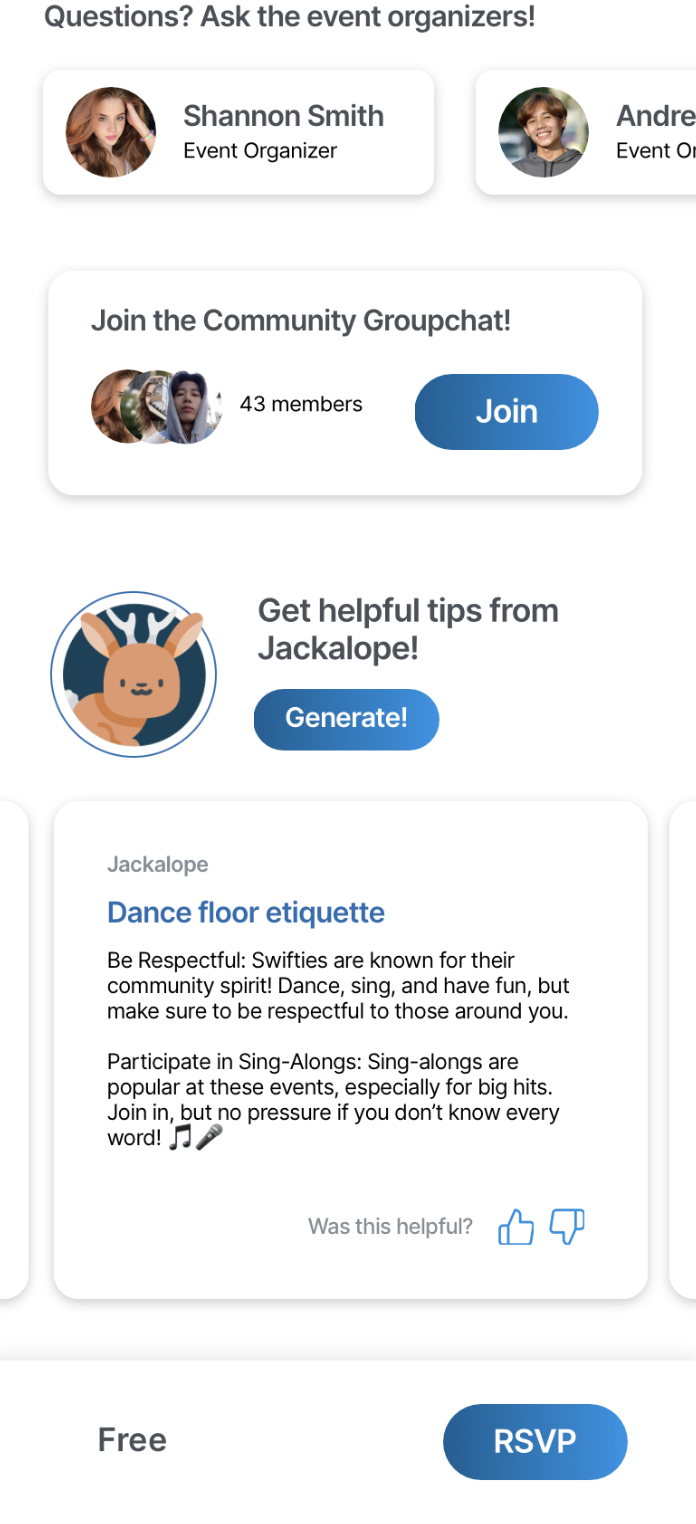 Questions? Ask the event organizers!
Shannon Smith
Event Organizer
Andre
Event Or
Join the Community Groupchat!
43 members
Join
Get helpful tips from
Jackalope!
Generate!
Jackalope
Dance floor etiquette
Be Respectful: Swifties are known for their
community spirit! Dance, sing, and have fun, but
make sure to be respectful to those around you.
Participate in Sing-Alongs: Sing-alongs are
popular at these events, especially for big hits.
Join in, but no pressure if you don’t know every
word! 🎵🎤
Was this helpful?
Free
RSVP